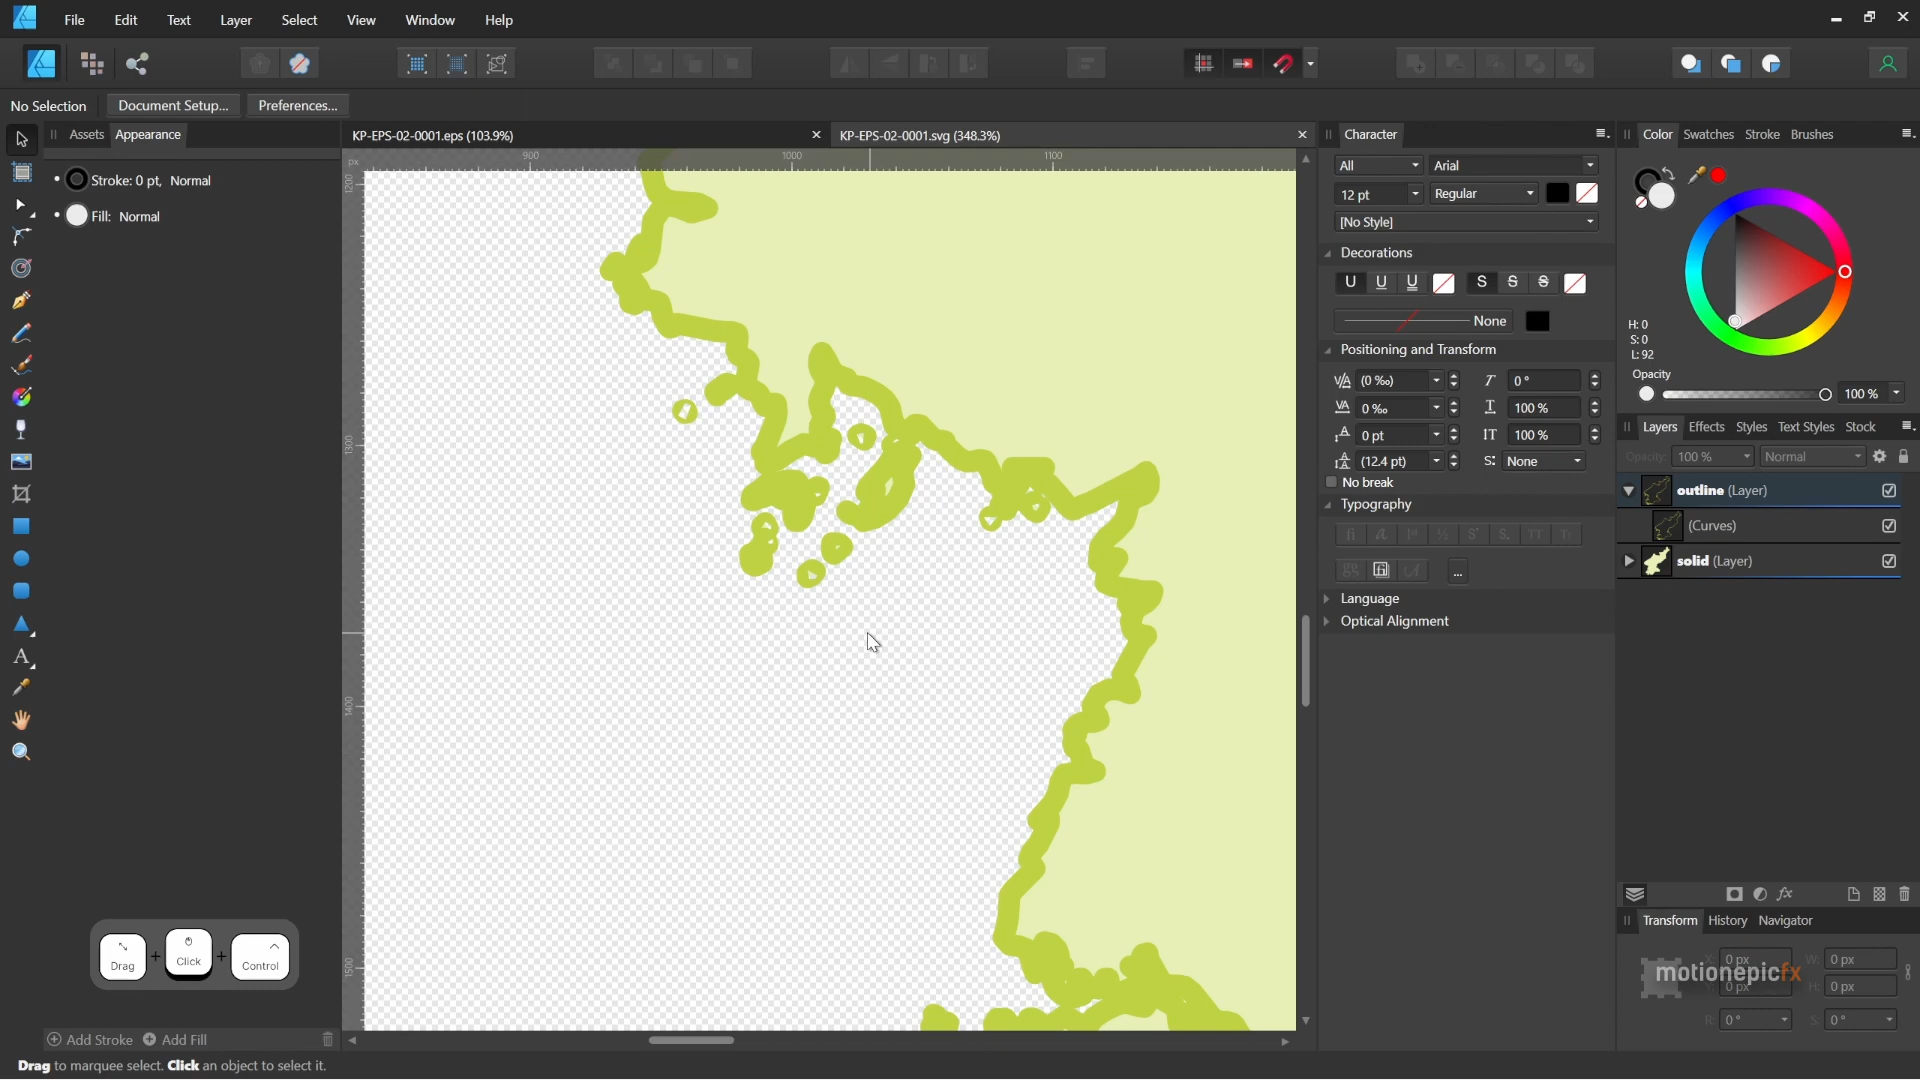 File Edit Text Layer Select View Window Help
No Selection Document Setup... Preferences...
Assets Appearance
KP-EPS-02-0001.eps (103.9%)
KP-EPS-02-0001.svg (348.3%)
Character
Color Swatches Stroke Brushes
px 900 1000 1100
1200
1300
1400
1500
Stroke: 0 pt, Normal
Fill: Normal
All Arial
12 pt Regular
[No Style]
Decorations
U U U S S S
None
Positioning and Transform
(0 ‰) 0 °
0 ‰ 100 %
0 pt 100 %
(12.4 pt) None
No break
Typography
...
Language
Optical Alignment
H: 0
S: 0
L: 92
Opacity
100 %
Layers Effects Styles Text Styles Stock
Opacity: 100 % Normal
outline (Layer)
(Curves)
solid (Layer)
Transform History Navigator
X: 0 px W: 0 px
motionepicfx
0 px H: 0 px
R: 0 ° S: 0 °
Drag + Click + Control
Add Stroke Add Fill
Drag to marquee select. Click an object to select it.